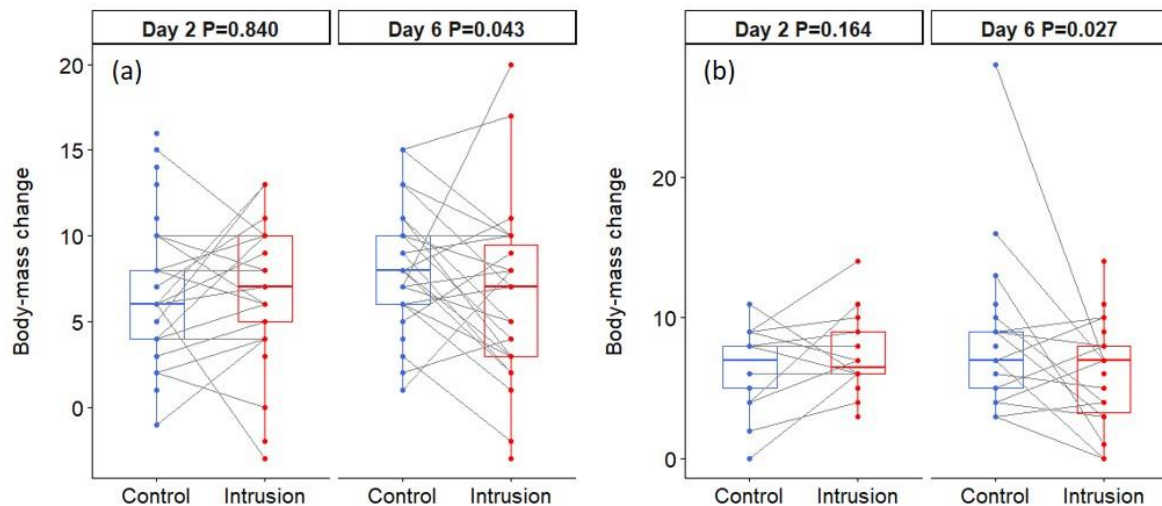 Day 2 P=0.840
Day 6 P=0.043
(a)
Body-mass change
20
15
10
5
0
Control
Intrusion
Control
Intrusion
Day 2 P=0.164
Day 6 P=0.027
(b)
Body-mass change
20
10
0
Control
Intrusion
Control
Intrusion